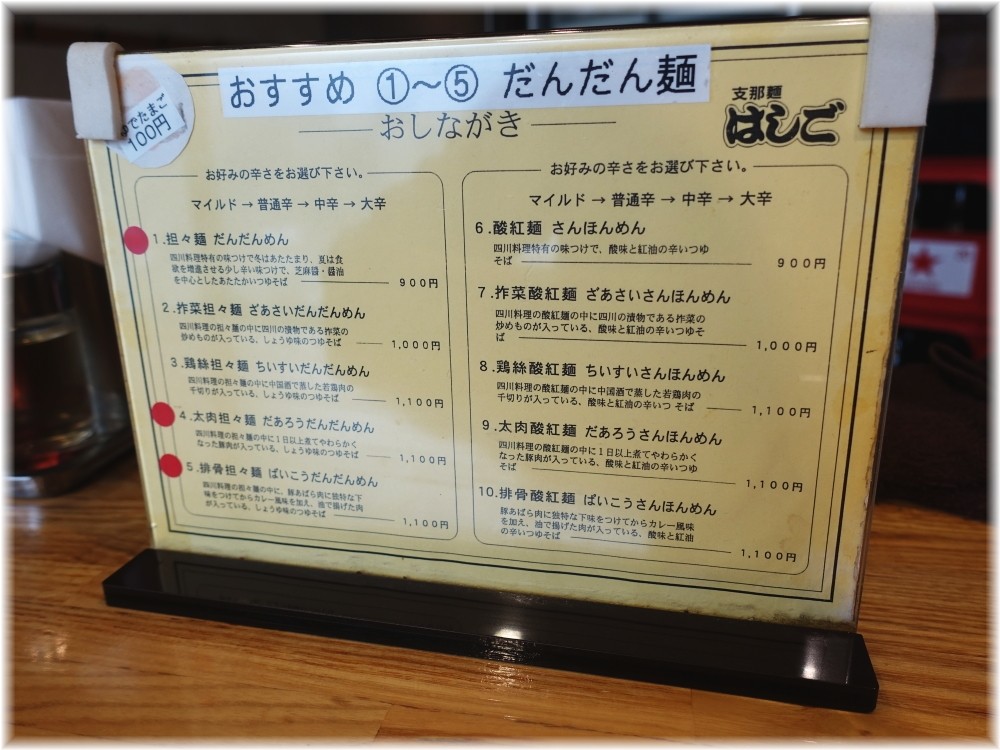 おすすめ ①〜⑤ だんだん麺
ゆでたまご
100円
おしながき
支那麺
はしご
お好みの辛さをお選び下さい。
マイルド → 普通辛 → 中辛 → 大辛
1.担々麺 だんだんめん
四川料理特有の味つけで冬はあたたまり、夏は食
欲を増進させる少し辛い味つけで、芝麻醤・醤油
を中心としたあたたかいつゆそば
900円
2.搾菜担々麺 ざあさいだんだんめん
四川料理の担々麺の中に四川の漬物である搾菜の
炒めものが入っている、しょうゆ味のつゆそば
1,000円
3.鶏絲担々麺 ちいすいだんだんめん
四川料理の担々麺の中に中国酒で蒸した若鶏肉の
千切りが入っている、しょうゆ味のつゆそば
1,100円
4.太肉担々麺 だあろうだんだんめん
四川料理の担々麺の中に1日以上煮てやわらかく
なった豚肉が入っている、しょうゆ味のつゆそば
1,100円
5.排骨担々麺 ぱいこうだんだんめん
四川料理の担々麺の中に、豚あばら肉に独特な下
味をつけてからカレー風味を加え、油で揚げた肉
が入っている、しょうゆ味のつゆそば
1,100円
お好みの辛さをお選び下さい。
マイルド → 普通辛 → 中辛 → 大辛
6.酸紅麺 さんほんめん
四川料理特有の味つけで、酸味と紅油の辛いつゆ
そば
900円
7.搾菜酸紅麺 ざあさいさんほんめん
四川料理の酸紅麺の中に四川の漬物である搾菜の
炒めものが入っている、酸味と紅油の辛いつゆそ
ば
1,000円
8.鶏絲酸紅麺 ちいすいさんほんめん
四川料理の酸紅麺の中に中国酒で蒸した若鶏肉の
千切りが入っている、酸味と紅油の辛いつ そば
1,100円
9.太肉酸紅麺 だあろうさんほんめん
四川料理の酸紅麺の中に1日以上煮てやわらかく
なった豚肉が入っている、酸味と紅油の辛いつゆ
そば
1,100円
10.排骨酸紅麺 ぱいこうさんほんめん
豚あばら肉に独特な下味をつけてからカレー風味
を加え、油で揚げた肉が入っている、酸味と紅油
の辛いつゆそば
1,100円